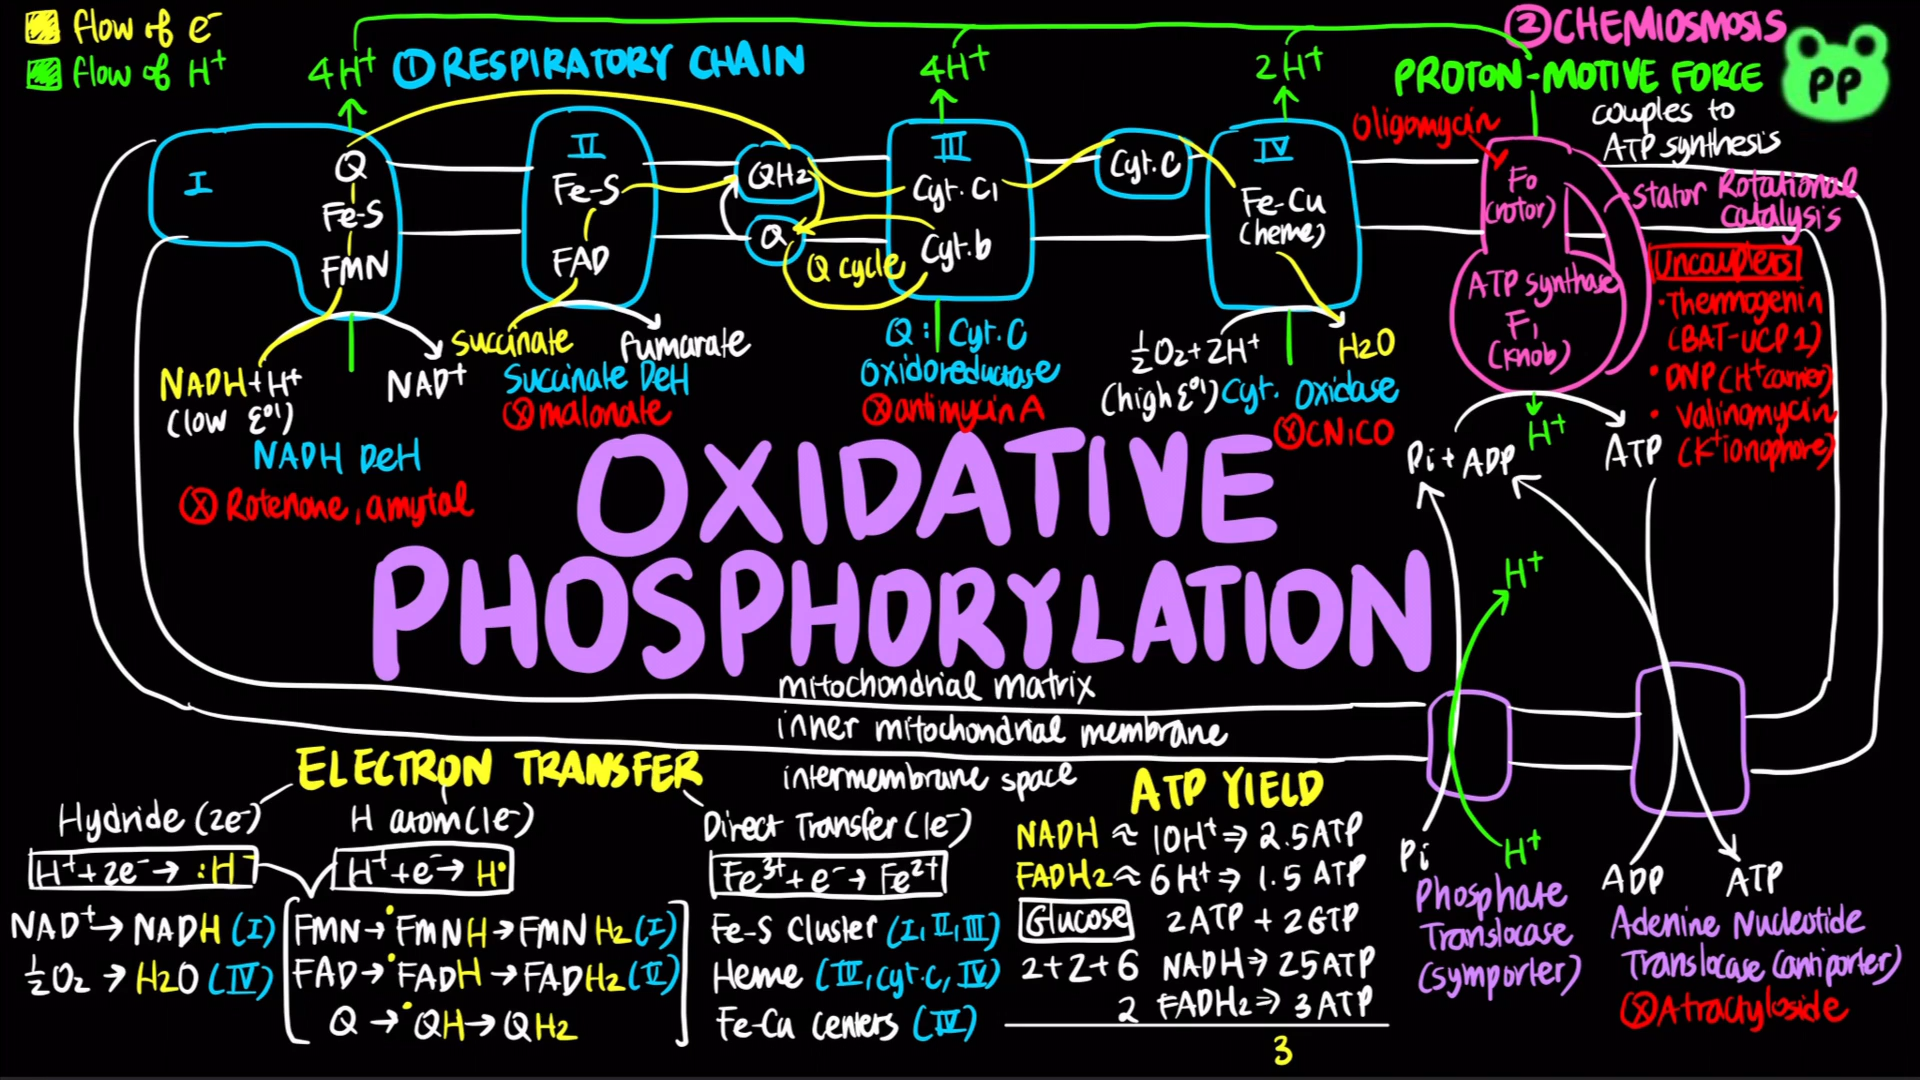 flow of e⁻
flow of H⁺
4H⁺
① RESPIRATORY CHAIN
4H⁺
2H⁺
② CHEMIOSMOSIS
PROTON-MOTIVE FORCE
PP
couples to
ATP synthesis
Oligomycin
I
Q
Fe-S
FMN
II
Fe-S
FAD
QH2
Q
Q cycle
III
Cyt. C1
Cyt. b
Cyt. C
IV
Fe-Cu
(heme)
Fo
(rotor)
Stator
Rotational
catalysis
ATP synthase
F1
(knob)
Uncouplers
• Thermogenin
(BAT-UCP1)
• DNP (H⁺ carrier)
• Valinomycin
(K⁺ ionophore)
NADH+H⁺
(low ε°')
NAD⁺
NADH DeH
ⓧ Rotenone, amytal
succinate
fumarate
Succinate DeH
ⓧ malonate
Q : Cyt. C
Oxidoreductase
ⓧ antimycin A
½O2+2H⁺
(high ε°')
H2O
Cyt. Oxidase
ⓧ CN, CO
Pi + ADP
H⁺
ATP
OXIDATIVE
PHOSPHORYLATION
H⁺
mitochondrial matrix
inner mitochondrial membrane
intermembrane space
ELECTRON TRANSFER
Hydride (2e⁻)
H⁺+2e⁻→ :H⁻
NAD⁺→ NADH (I)
½O2 → H2O (IV)
H atom (1e⁻)
H⁺+e⁻→ H•
FMN→•FMNH→FMNH2 (I)
FAD→•FADH→FADH2 (II)
Q →•QH→QH2
Direct Transfer (1e⁻)
Fe³⁺+e⁻→Fe²⁺
Fe-S Cluster (I, II, III)
Heme (III, cyt.c, IV)
Fe-Cu centers (IV)
ATP YIELD
NADH ≈ 10H⁺⇒ 2.5ATP
FADH2 ≈ 6H⁺⇒ 1.5 ATP
Glucose 2ATP + 2GTP
2+2+6 NADH⇒ 25ATP
2 FADH2⇒ 3ATP
3
Pi
H⁺
Phosphate
Translocase
(symporter)
ADP
ATP
Adenine Nucleotide
Translocase (antiporter)
ⓧ Atractyloside